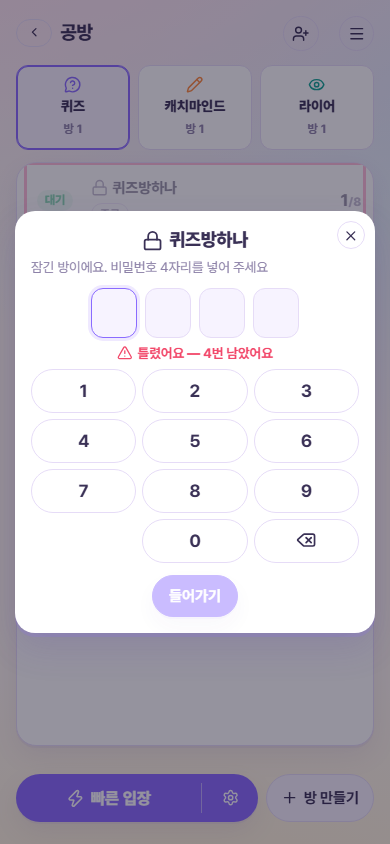 공방
퀴즈
캐치마인드
라이어
방 1
방 1
방 1
대기
퀴즈방하나
1/8
퀴즈방하나
잠긴 방이에요. 비밀번호 4자리를 넣어 주세요
틀렸어요 — 4번 남았어요
1
2
3
4
5
6
7
8
9
0
들어가기
빠른 입장
방 만들기